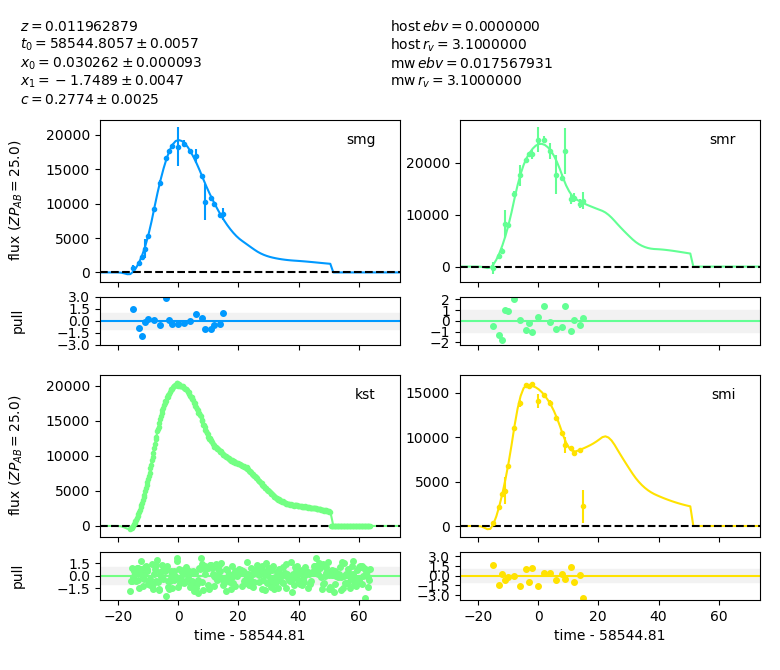 z = 0.011962879
host ebv = 0.0000000
t₀ = 58544.8057 ± 0.0057
host r_v = 3.1000000
x₀ = 0.030262 ± 0.000093
mw ebv = 0.017567931
x₁ = −1.7489 ± 0.0047
mw r_v = 3.1000000
c = 0.2774 ± 0.0025
smg
20000
15000
10000
5000
0
flux (ZP_AB = 25.0)
smr
20000
10000
0
3.0
1.5
0.0
−1.5
−3.0
pull
2
1
0
−1
−2
kst
20000
15000
10000
5000
0
flux (ZP_AB = 25.0)
smi
15000
10000
5000
0
1.5
0.0
−1.5
pull
3.0
1.5
0.0
−1.5
−3.0
−20 0 20 40 60
−20 0 20 40 60
time - 58544.81
time - 58544.81